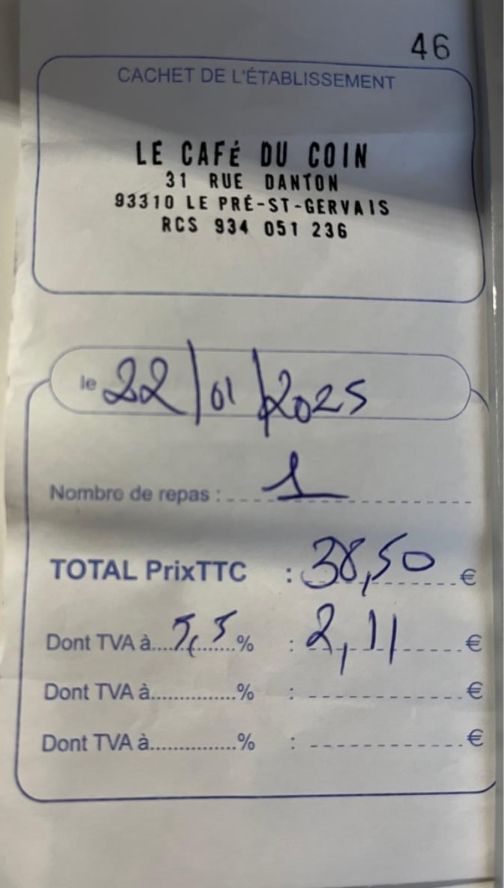 46
CACHET DE L'ÉTABLISSEMENT
LE CAFÉ DU COIN
31 RUE DANTON
93310 LE PRÉ-ST-GERVAIS
RCS 934 051 236
le 22/01/2025
Nombre de repas : 1
TOTAL PrixTTC : 38,50 €
Dont TVA à....5,5....% : 2,11 €
Dont TVA à..............% : €
Dont TVA à..............% : €